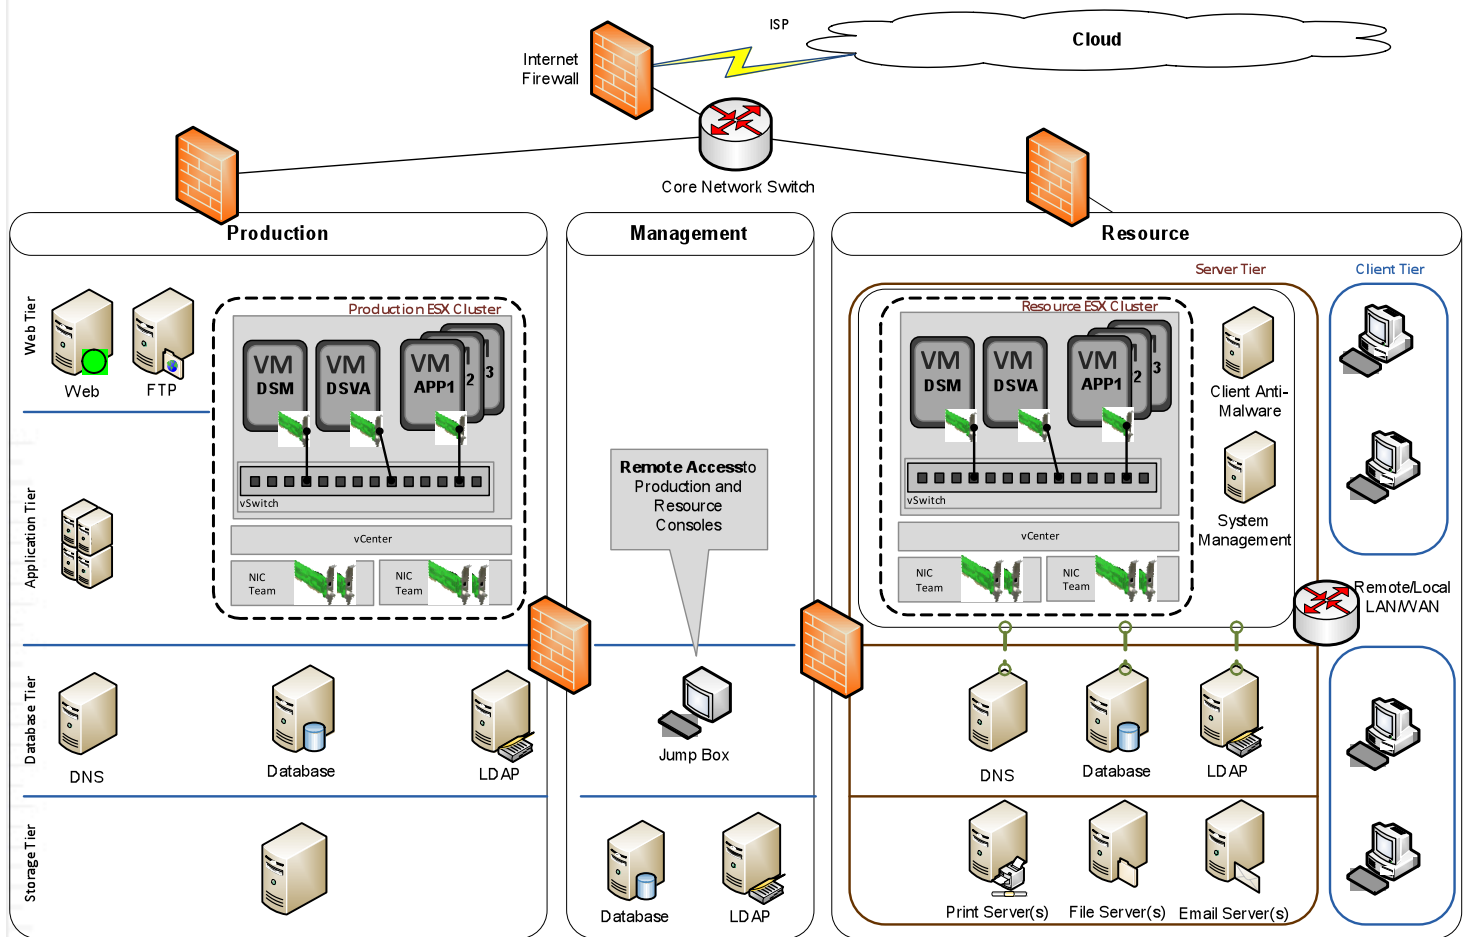 ISP
Cloud
Internet
Firewall
Core Network Switch
Production
Management
Resource
Server Tier
Client Tier
Web Tier
Production ESX Cluster
Resource ESX Cluster
VM
DSM
VM
DSVA
VM
APP1
2
3
VM
DSM
VM
DSVA
VM
APP1
2
3
Web
FTP
Client Anti-
Malware
Remote Accessto
Production and
Resource
Consoles
vSwitch
vSwitch
Application Tier
System
Management
vCenter
vCenter
NIC
Team
NIC
Team
NIC
Team
NIC
Team
Remote/Local
LAN/WAN
Database Tier
DNS
Database
LDAP
Jump Box
DNS
Database
LDAP
Storage Tier
Database
LDAP
Print Server(s)
File Server(s)
Email Server(s)